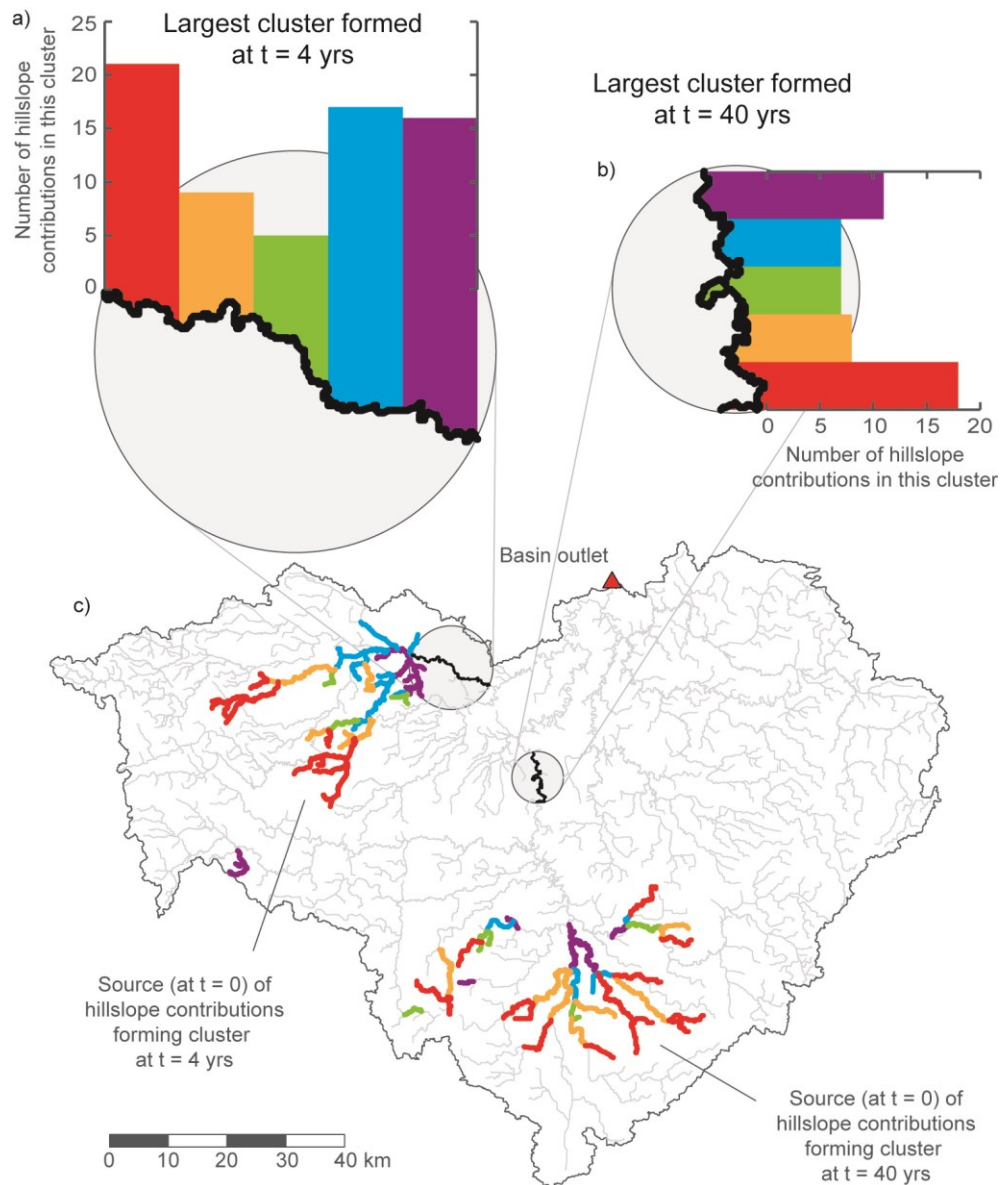 a)
Largest cluster formed
at t = 4 yrs
Number of hillslope
contributions in this cluster
25
20
15
10
5
0
Largest cluster formed
at t = 40 yrs
b)
0
5
10
15
20
Number of hillslope
contributions in this cluster
Basin outlet
c)
Source (at t = 0) of
hillslope contributions
forming cluster
at t = 4 yrs
Source (at t = 0) of
hillslope contributions
forming cluster
at t = 40 yrs
0 10 20 30 40 km